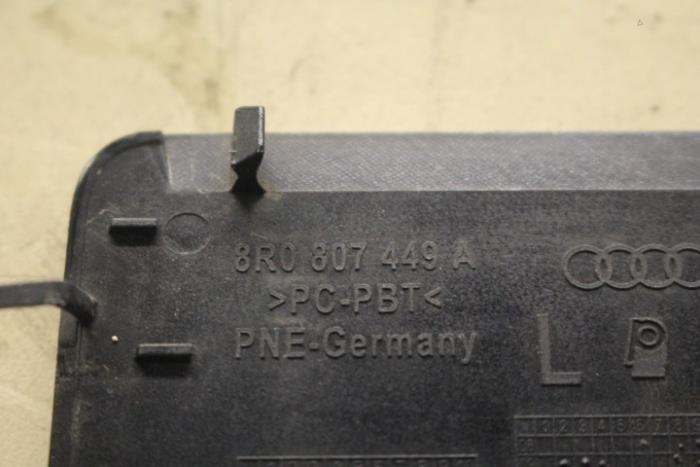 8R0 807 449 A
>PC-PBT<
PNE-Germany
L